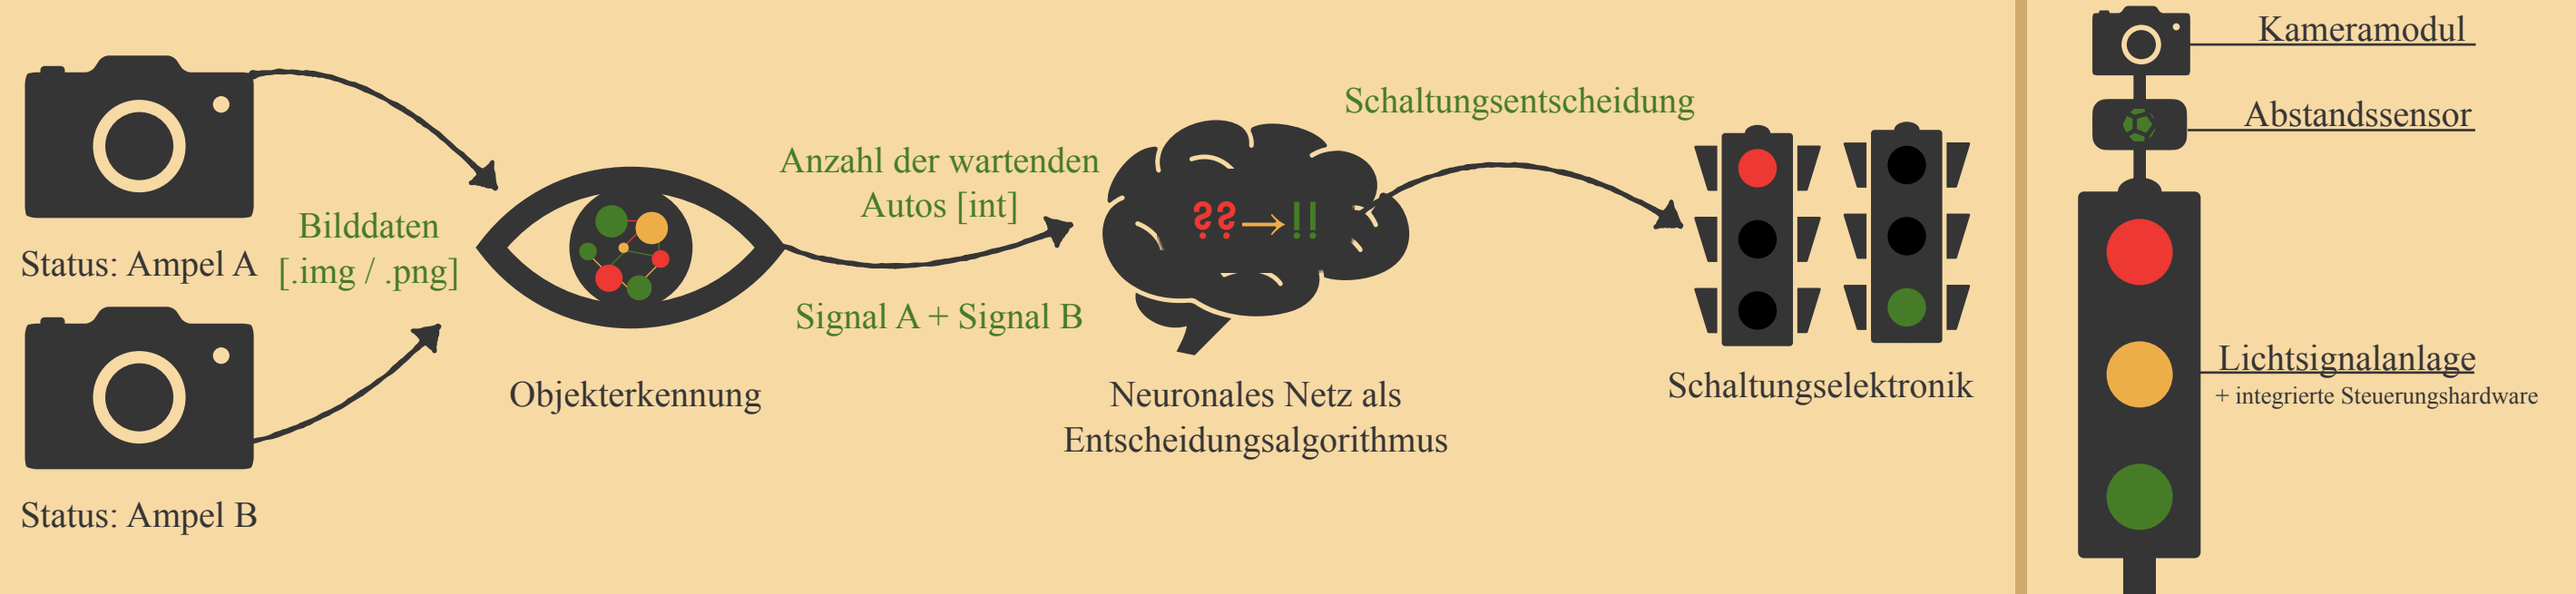 Status: Ampel A
Bilddaten
[.img / .png]
Status: Ampel B
Objekterkennung
Anzahl der wartenden
Autos [int]
Signal A + Signal B
??→!!
Neuronales Netz als
Entscheidungsalgorithmus
Schaltungsentscheidung
Schaltungselektronik
Kameramodul
Abstandssensor
Lichtsignalanlage
+ integrierte Steuerungshardware